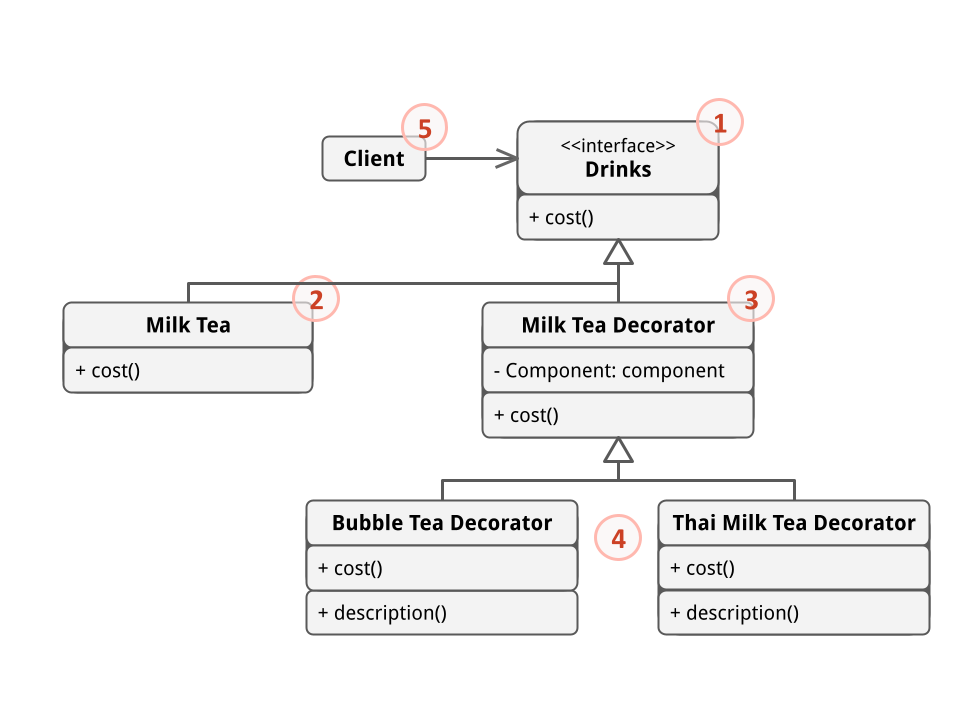 5
1
Client
<<interface>>
Drinks
+ cost()
2
3
Milk Tea
+ cost()
Milk Tea Decorator
- Component: component
+ cost()
Bubble Tea Decorator
+ cost()
+ description()
4
Thai Milk Tea Decorator
+ cost()
+ description()